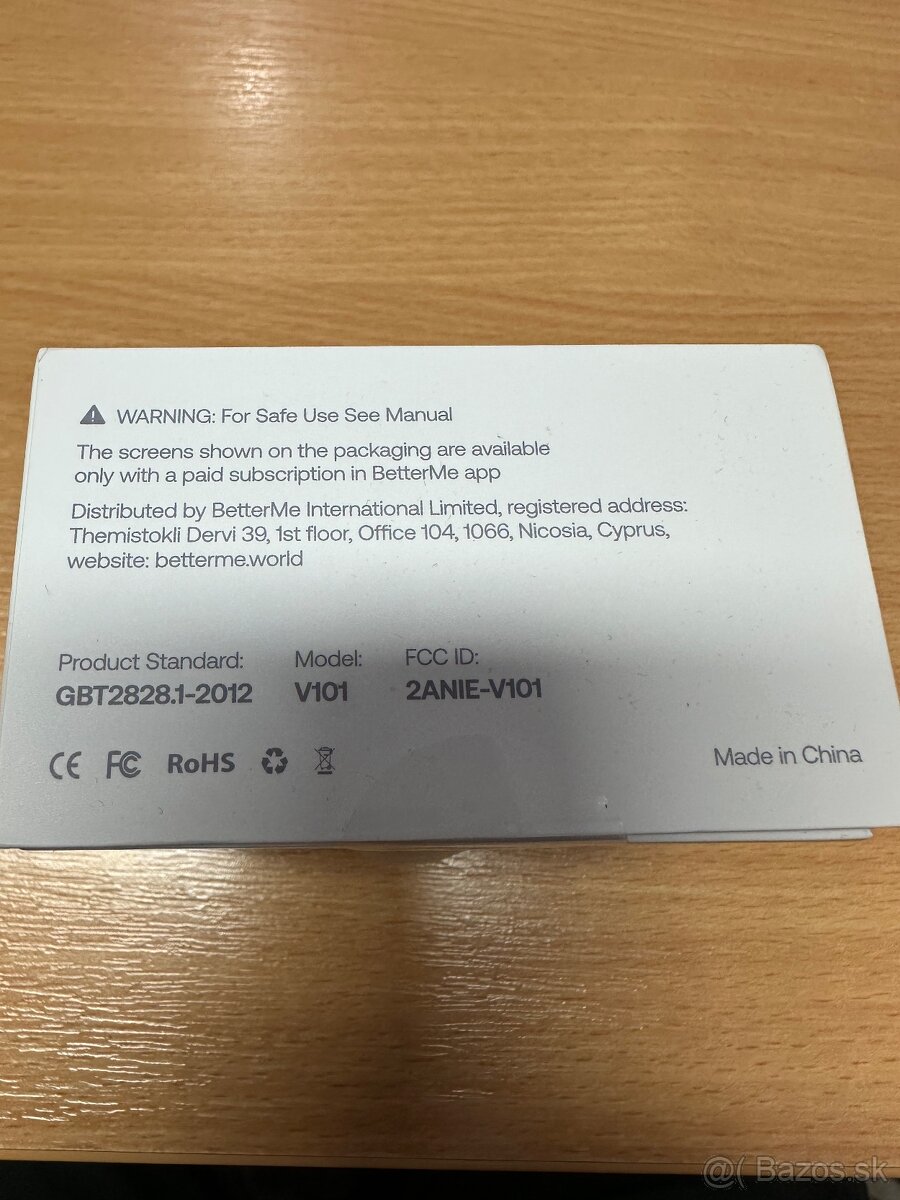 WARNING: For Safe Use See Manual
The screens shown on the packaging are available
only with a paid subscription in BetterMe app
Distributed by BetterMe International Limited, registered address:
Themistokli Dervi 39, 1st floor, Office 104, 1066, Nicosia, Cyprus,
website: betterme.world
Product Standard: Model: FCC ID:
GBT2828.1-2012 V101 2ANIE-V101
CE FC RoHS
Made in China
@( Bazos.sk